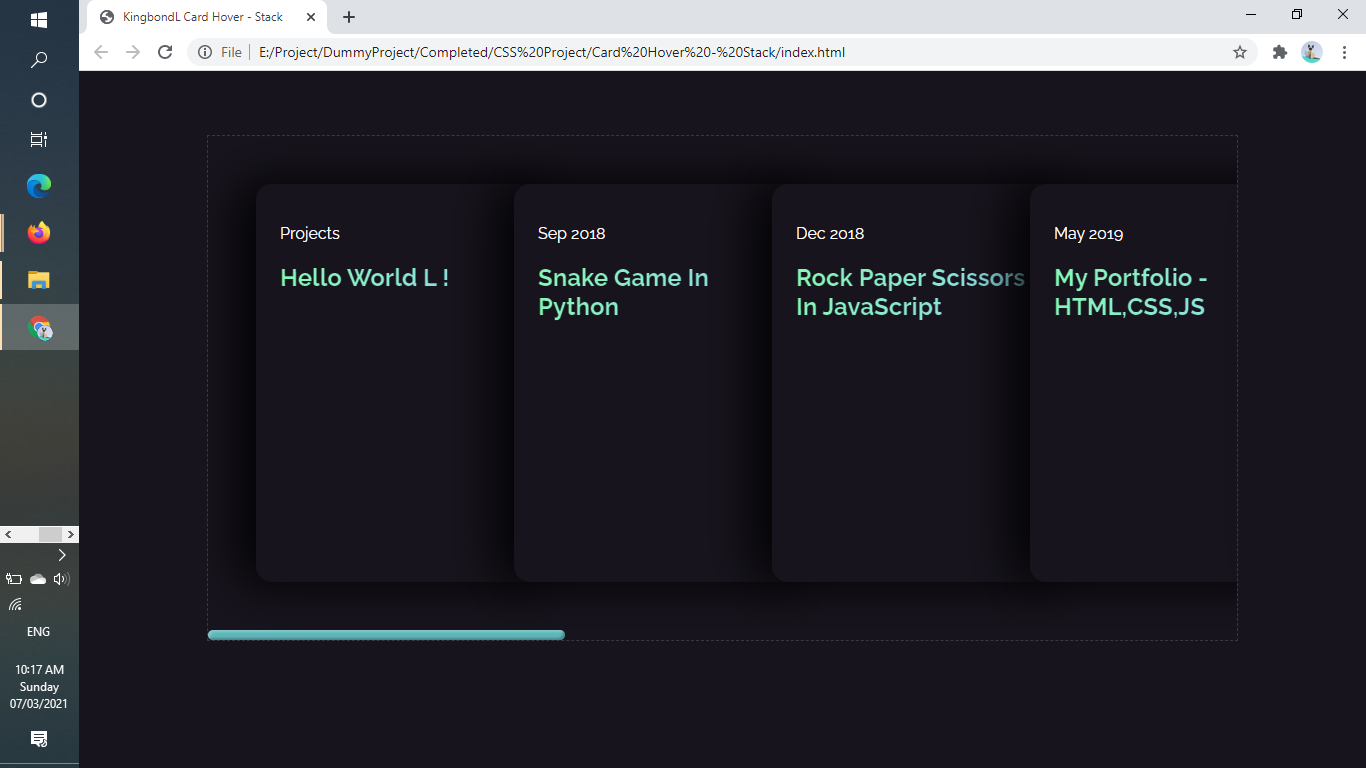 KingbondL Card Hover - Stack
File
E:/Project/DummyProject/Completed/CSS%20Project/Card%20Hover%20-%20Stack/index.html
Projects
Hello World L !
Sep 2018
Snake Game In
Python
Dec 2018
Rock Paper Scissors
In JavaScript
May 2019
My Portfolio -
HTML,CSS,JS
ENG
10:17 AM
Sunday
07/03/2021